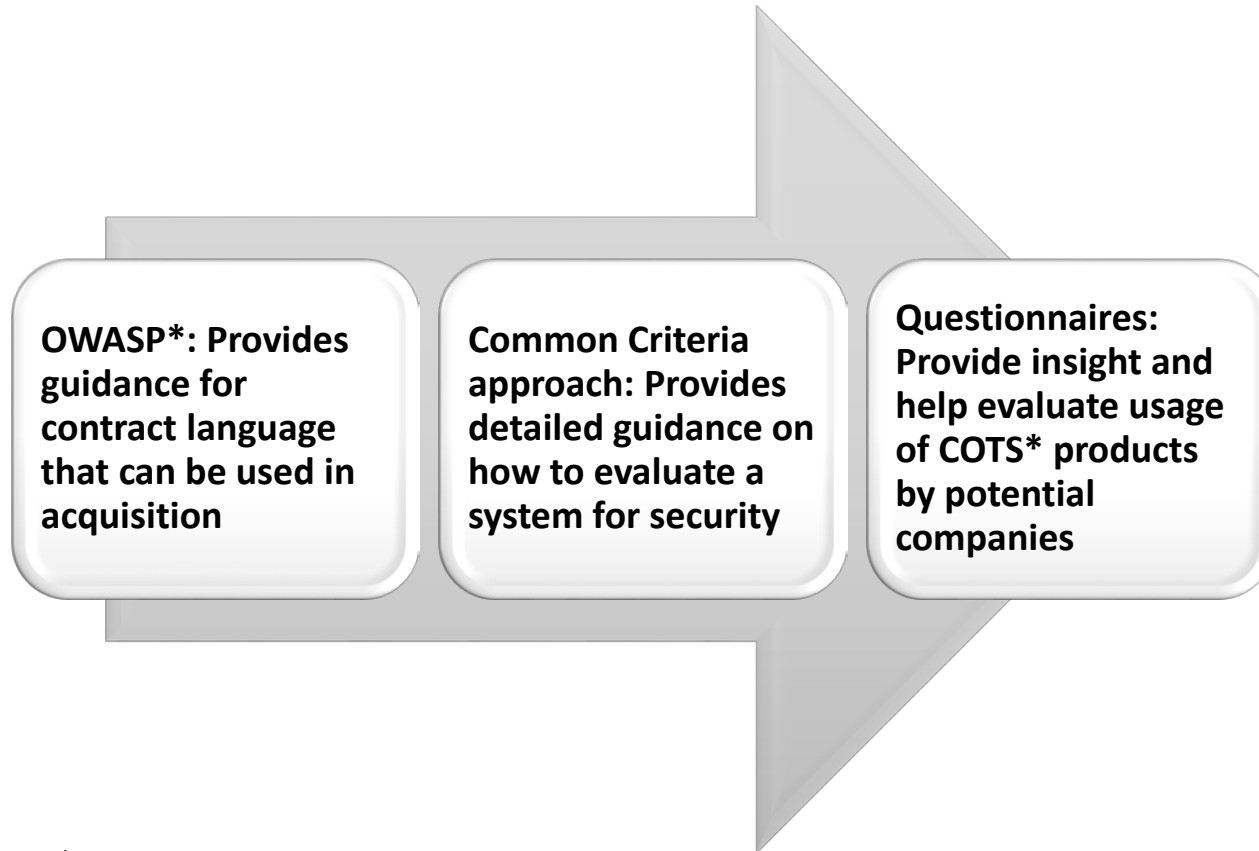 OWASP*: Provides
guidance for
contract language
that can be used in
acquisition
Common Criteria
approach: Provides
detailed guidance on
how to evaluate a
system for security
Questionnaires:
Provide insight and
help evaluate usage
of COTS* products
by potential
companies